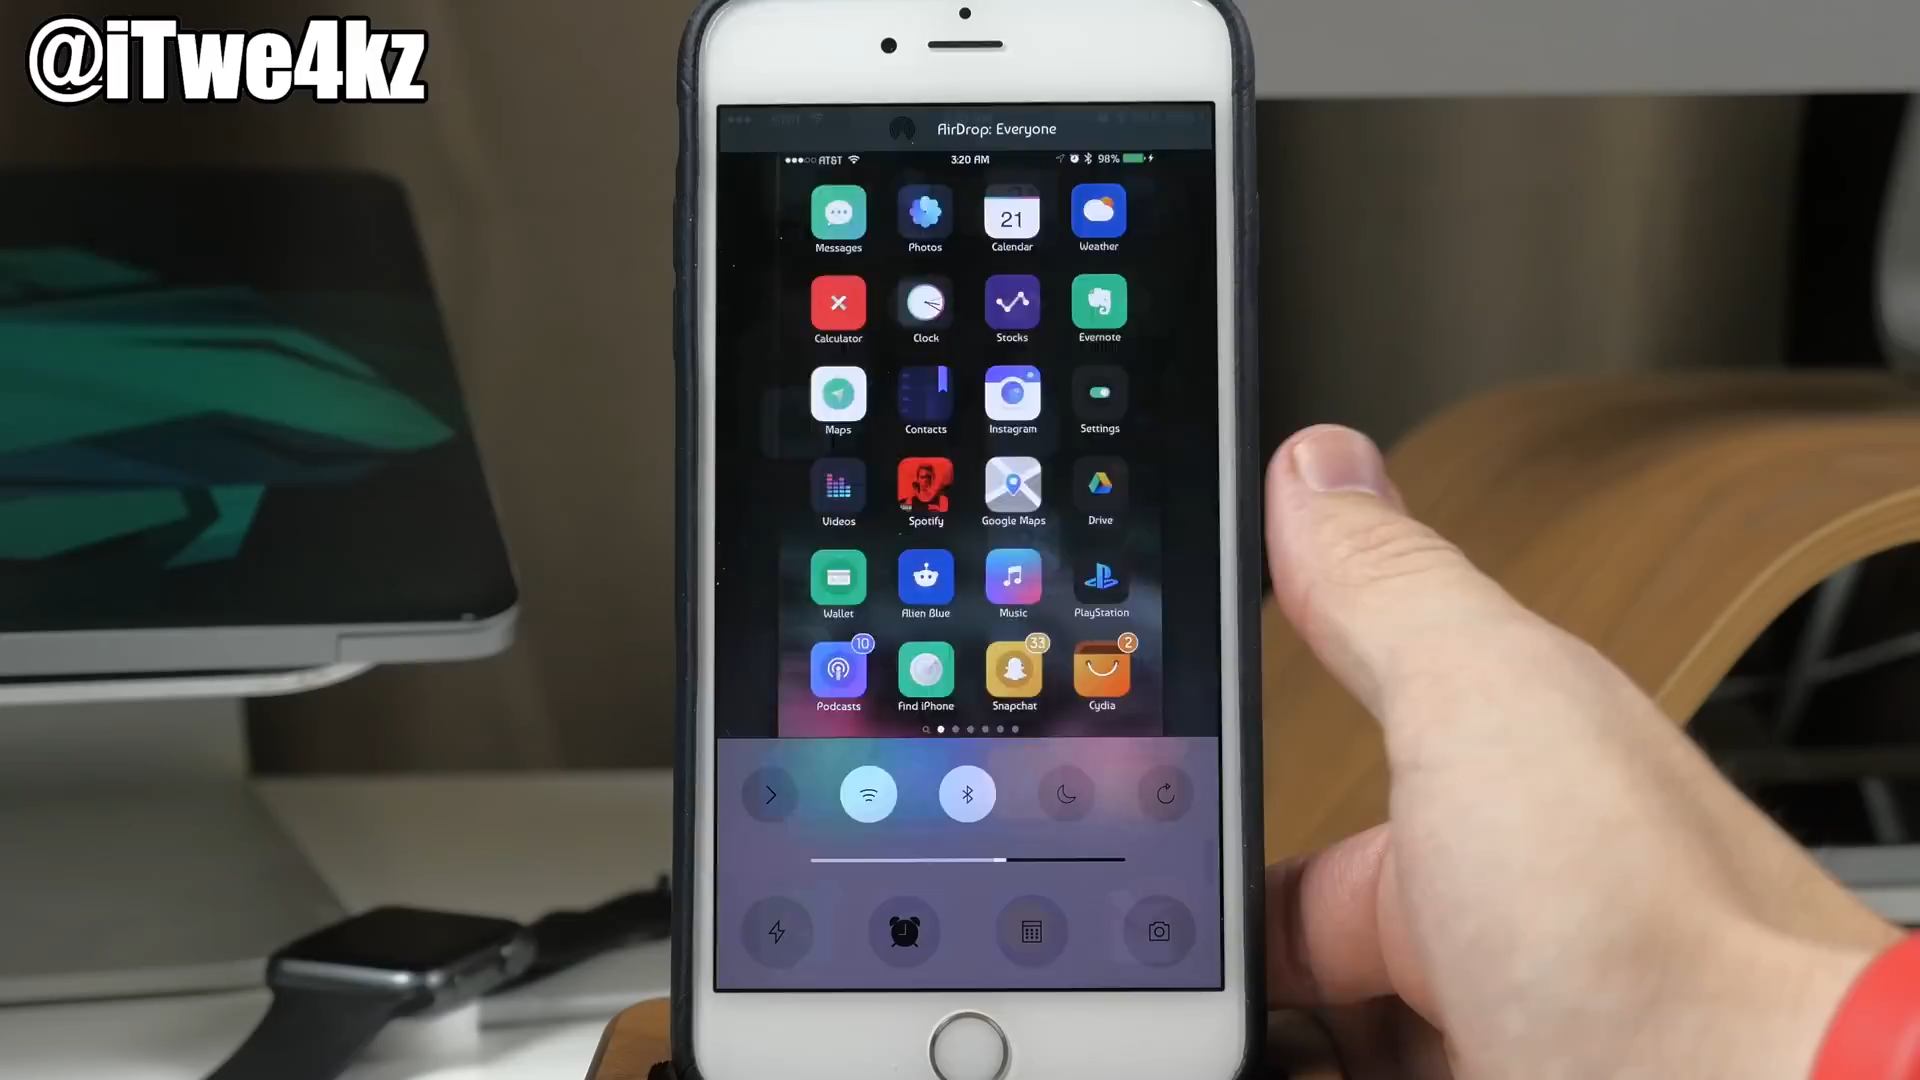 @iTwe4kz
AirDrop: Everyone
AT&T 3:20 AM 98%
Messages Photos Calendar Weather
21
Calculator Clock Stocks Evernote
Maps Contacts Instagram Settings
Videos Spotify Google Maps Drive
Wallet Alien Blue Music PlayStation
10 33 2
Podcasts Find iPhone Snapchat Cydia